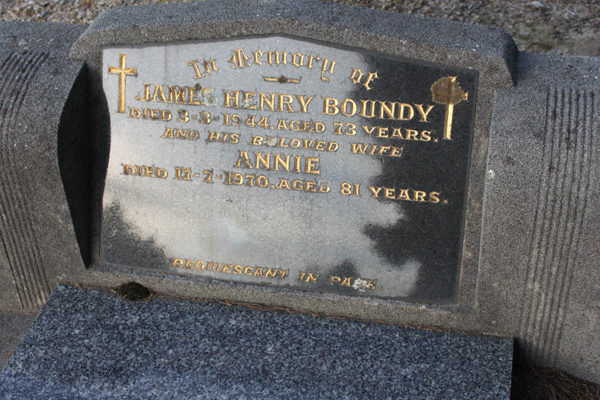 In Memory of
JAMES HENRY BOUNDY
DIED 3-3-1944, AGED 73 YEARS.
AND HIS BELOVED WIFE
ANNIE
DIED 11-7-1970, AGED 81 YEARS.
REQUIESCANT IN PACE